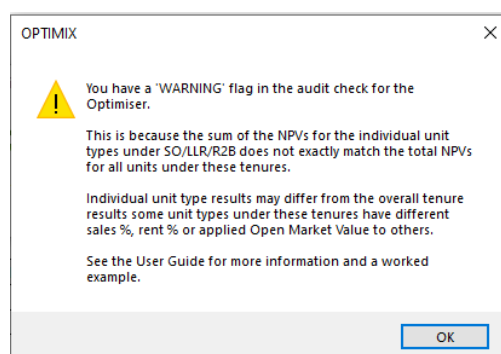 OPTIMIX
You have a 'WARNING' flag in the audit check for the
Optimiser.
This is because the sum of the NPVs for the individual unit
types under SO/LLR/R2B does not exactly match the total NPVs
for all units under these tenures.
Individual unit type results may differ from the overall tenure
results some unit types under these tenures have different
sales %, rent % or applied Open Market Value to others.
See the User Guide for more information and a worked
example.
OK